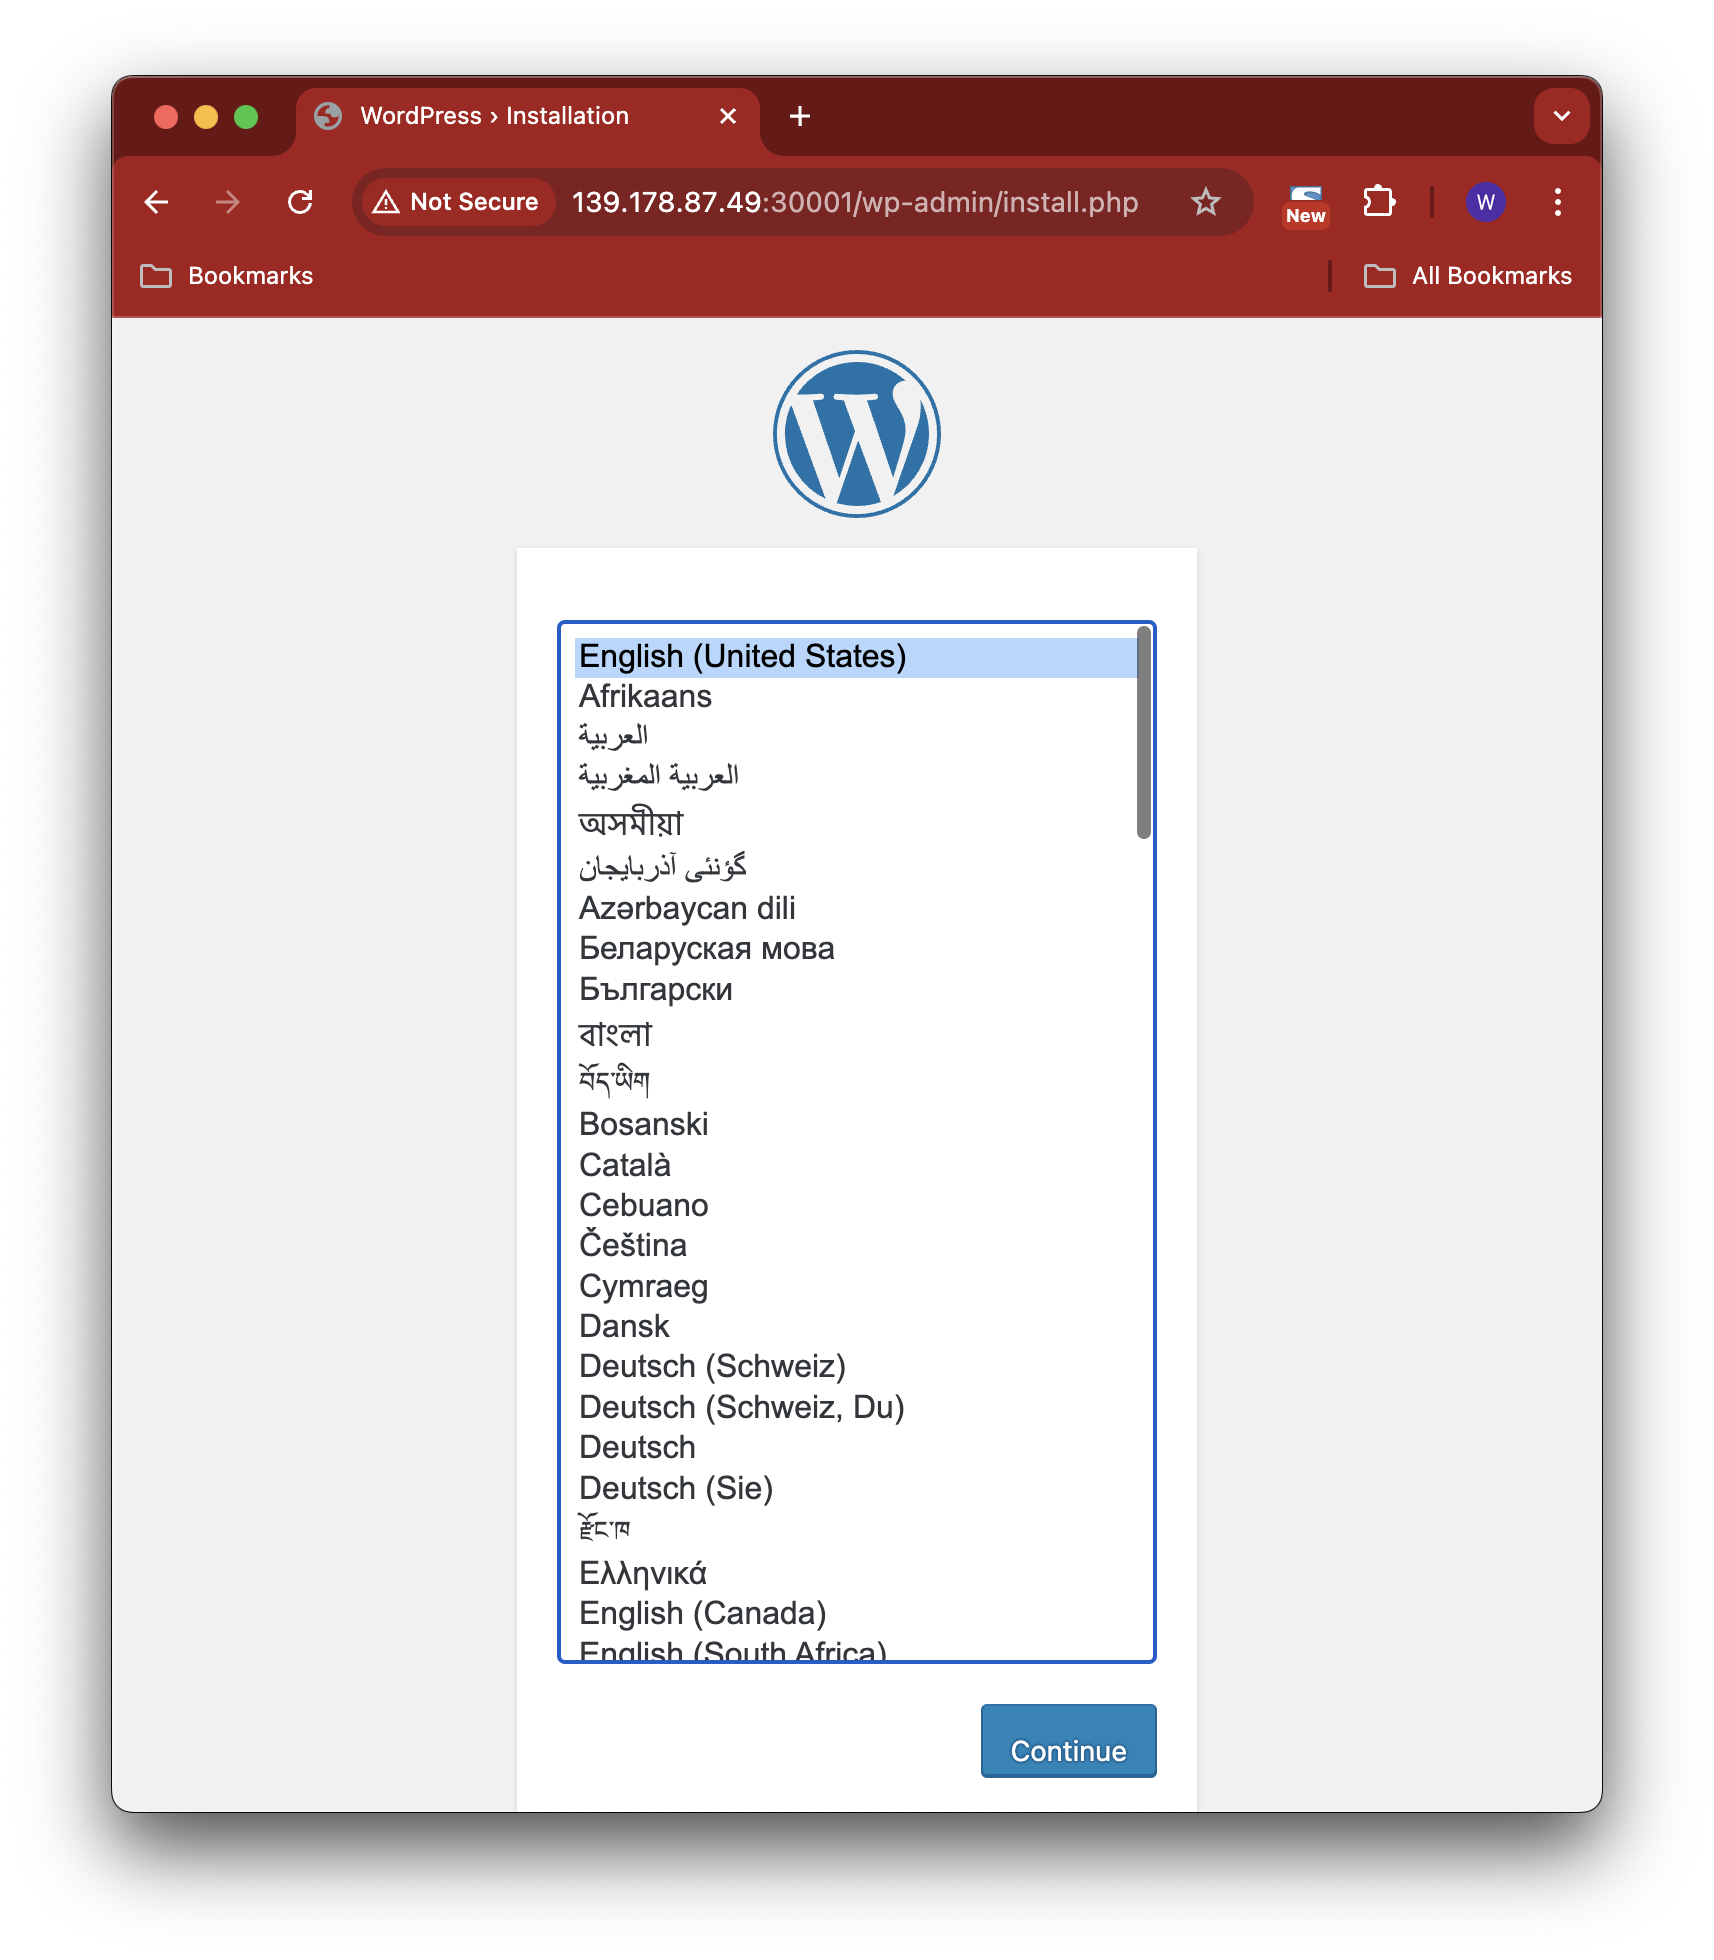 WordPress › Installation
Not Secure 139.178.87.49:30001/wp-admin/install.php
New
W
Bookmarks
All Bookmarks
English (United States)
Afrikaans
العربية
العربية المغربية
অসমীয়া
گؤنئی آذربایجان
Azərbaycan dili
Беларуская мова
Български
বাংলা
བོད་ཡིག
Bosanski
Català
Cebuano
Čeština
Cymraeg
Dansk
Deutsch (Schweiz)
Deutsch (Schweiz, Du)
Deutsch
Deutsch (Sie)
རྫོང་ཁ
Ελληνικά
English (Canada)
English (South Africa)
Continue